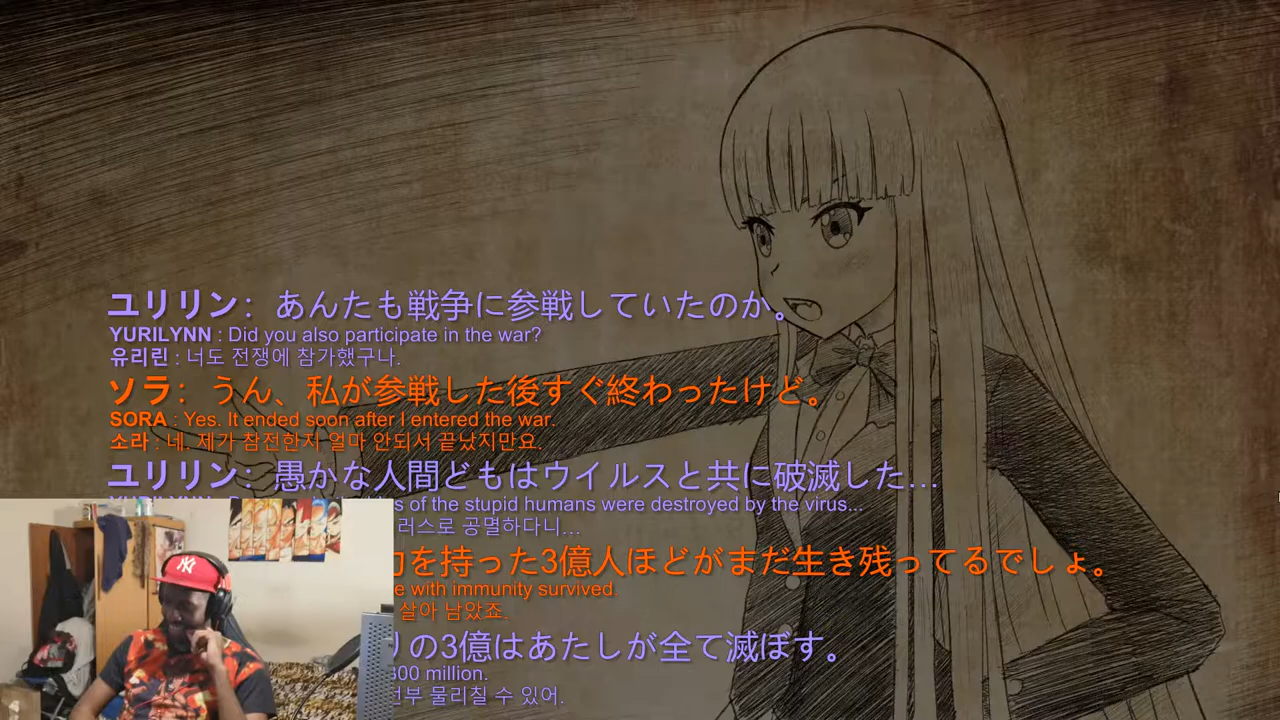 ユリリン: あんたも戦争に参戦していたのか。
YURILYNN : Did you also participate in the war?
유리린 : 너도 전쟁에 참가했구나.
ソラ: うん、私が参戦した後すぐ終わったけど。
SORA : Yes. It ended soon after I entered the war.
소라 : 네. 제가 참전한지 얼마 안되서 끝났지만요.
ユリリン: 愚かな人間どもはウイルスと共に破滅した…
of the stupid humans were destroyed by the virus...
러스로 공멸하다니...
を持った3億人ほどがまだ生き残ってるでしょ。
with immunity survived.
살아 남았죠.
の3億はあたしが全て滅ぼす。
300 million.
전부 물리칠 수 있어.
NY